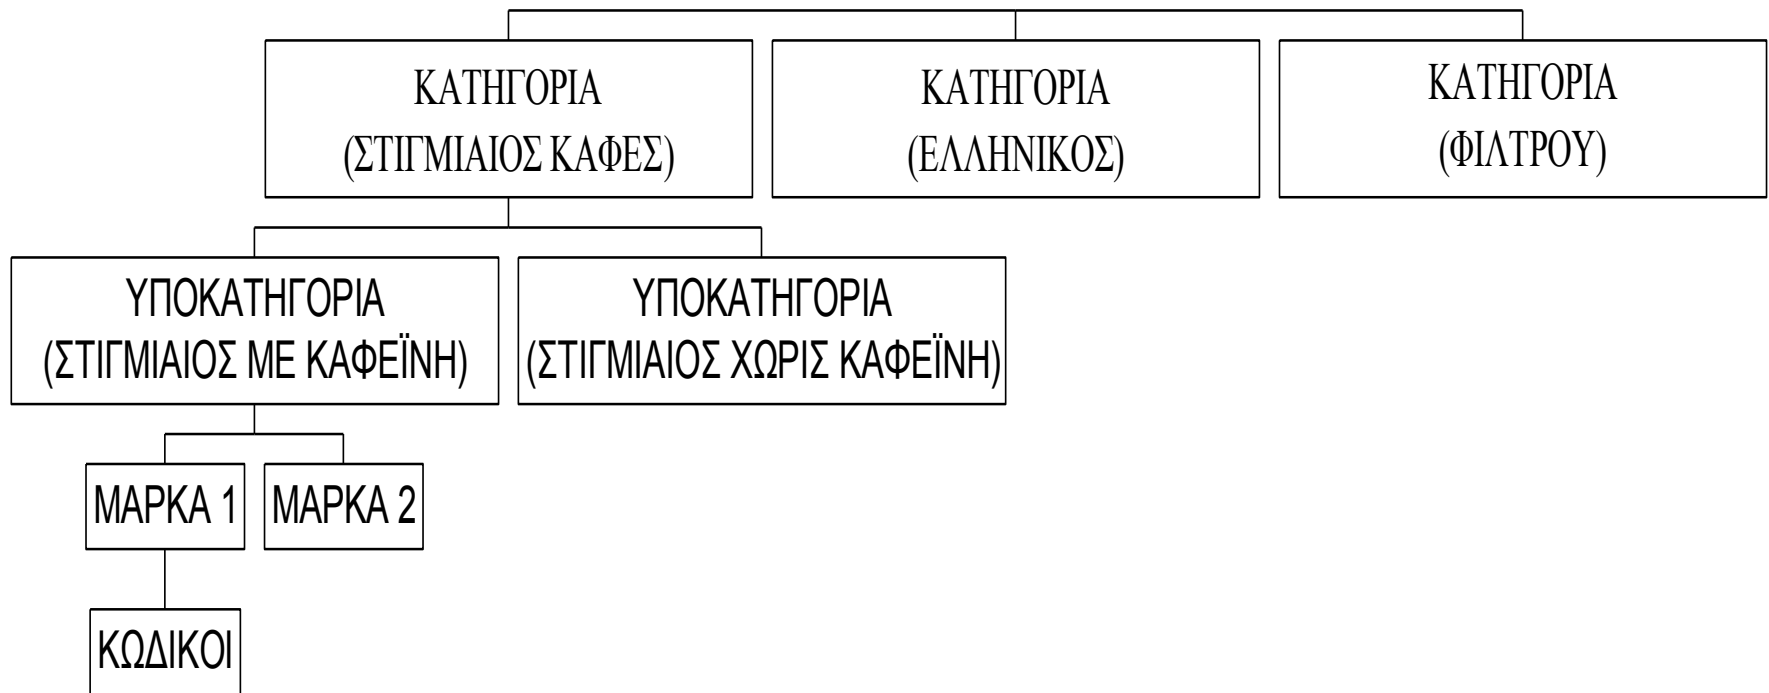 ΚΑΤΗΓΟΡΙΑ
(ΣΤΙΓΜΙΑΙΟΣ ΚΑΦΕΣ)
ΚΑΤΗΓΟΡΙΑ
(ΕΛΛΗΝΙΚΟΣ)
ΚΑΤΗΓΟΡΙΑ
(ΦΙΛΤΡΟΥ)
ΥΠΟΚΑΤΗΓΟΡΙΑ
(ΣΤΙΓΜΙΑΙΟΣ ΜΕ ΚΑΦΕΪΝΗ)
ΥΠΟΚΑΤΗΓΟΡΙΑ
(ΣΤΙΓΜΙΑΙΟΣ ΧΩΡΙΣ ΚΑΦΕΪΝΗ)
ΜΑΡΚΑ 1
ΜΑΡΚΑ 2
ΚΩΔΙΚΟΙ